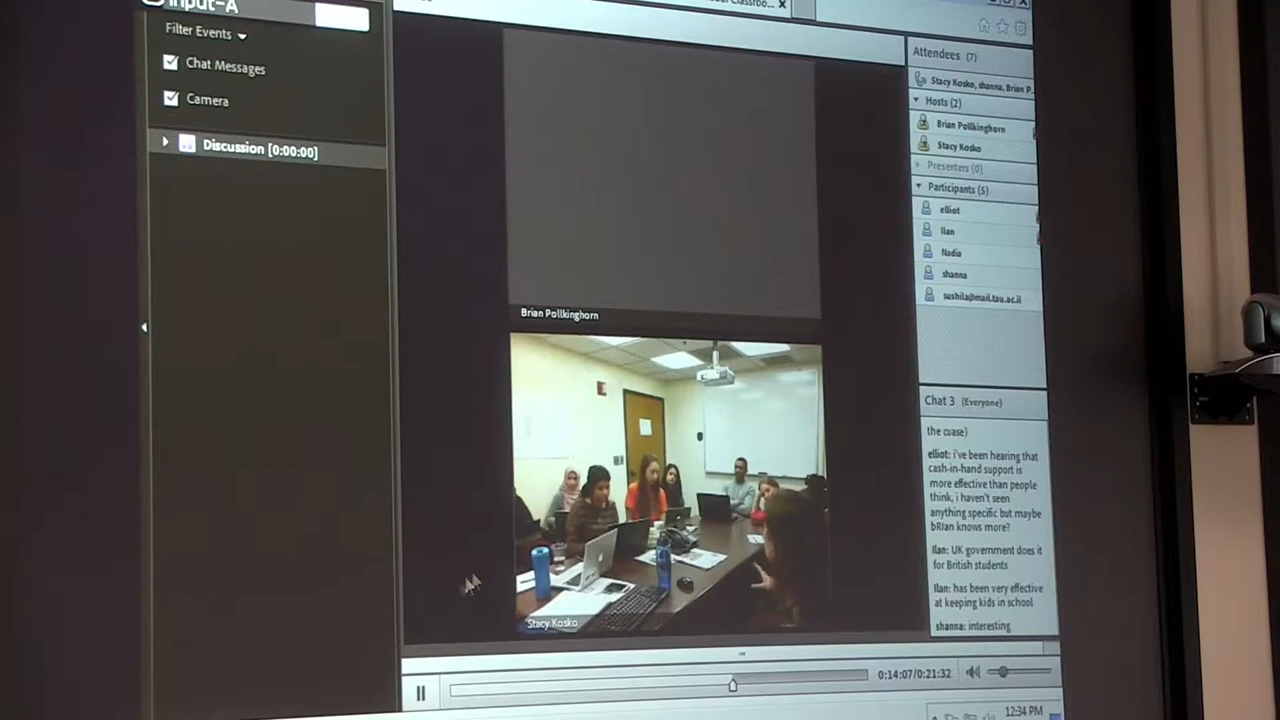 input-A
Filter Events
Chat Messages
Camera
Discussion [0:00:00]
Classroo...
Brian Pollkinghorn
Stacy Kosko
0:14:07/0:21:32
12:34 PM
Attendees (7)
Stacy Kosko, shanna, Brian P...
Hosts (2)
Brian Pollkinghorn
Stacy Kosko
Presenters (0)
Participants (5)
elliot
Ilan
Nadia
shanna
sushila@mail.tau.ac.il
Chat 3 (Everyone)
the cuase)
elliot: i've been hearing that
cash-in-hand support is
more effective than people
think, i haven't seen
anything specific but maybe
bRIan knows more?
Ilan: UK government does it
for British students
Ilan: has been very effective
at keeping kids in school
shanna: interesting